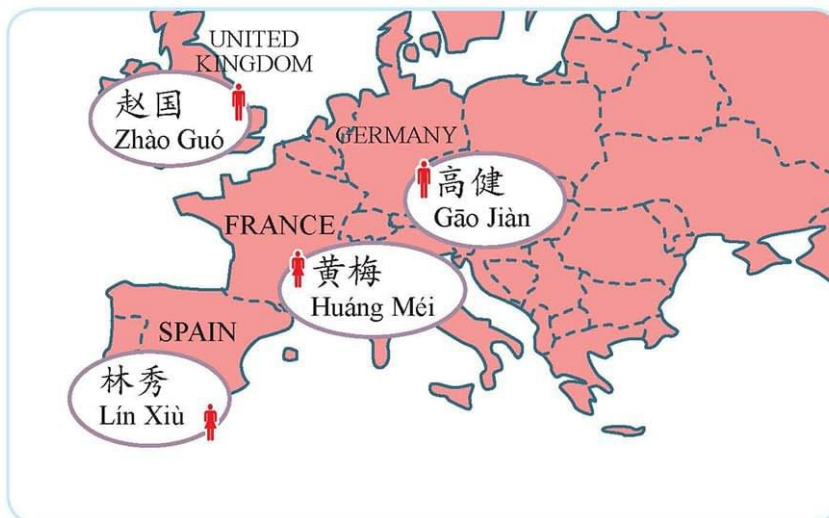 UNITED
KINGDOM
赵国
Zhào Guó
GERMANY
高健
Gāo Jiàn
FRANCE
黄梅
Huáng Méi
SPAIN
林秀
Lín Xiù